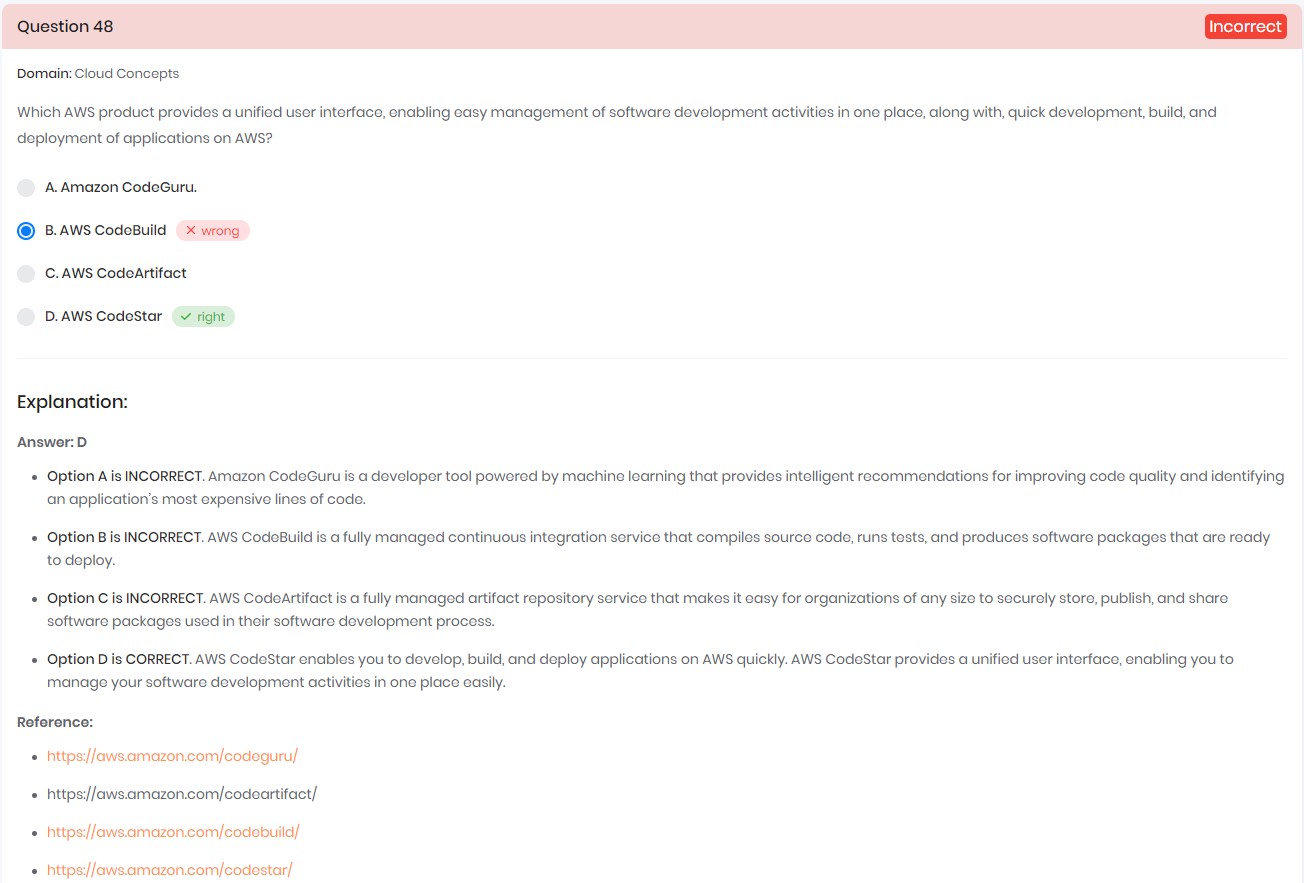 Question 48
Incorrect
Domain: Cloud Concepts
Which AWS product provides a unified user interface, enabling easy management of software development activities in one place, along with, quick development, build, and
deployment of applications on AWS?
A. Amazon CodeGuru.
B. AWS CodeBuild ✕ wrong
C. AWS CodeArtifact
D. AWS CodeStar ✓ right
Explanation:
Answer: D
• Option A is INCORRECT. Amazon CodeGuru is a developer tool powered by machine learning that provides intelligent recommendations for improving code quality and identifying
an application's most expensive lines of code.
• Option B is INCORRECT. AWS CodeBuild is a fully managed continuous integration service that compiles source code, runs tests, and produces software packages that are ready
to deploy.
• Option C is INCORRECT. AWS CodeArtifact is a fully managed artifact repository service that makes it easy for organizations of any size to securely store, publish, and share
software packages used in their software development process.
• Option D is CORRECT. AWS CodeStar enables you to develop, build, and deploy applications on AWS quickly. AWS CodeStar provides a unified user interface, enabling you to
manage your software development activities in one place easily.
Reference:
• https://aws.amazon.com/codeguru/
• https://aws.amazon.com/codeartifact/
• https://aws.amazon.com/codebuild/
• https://aws.amazon.com/codestar/